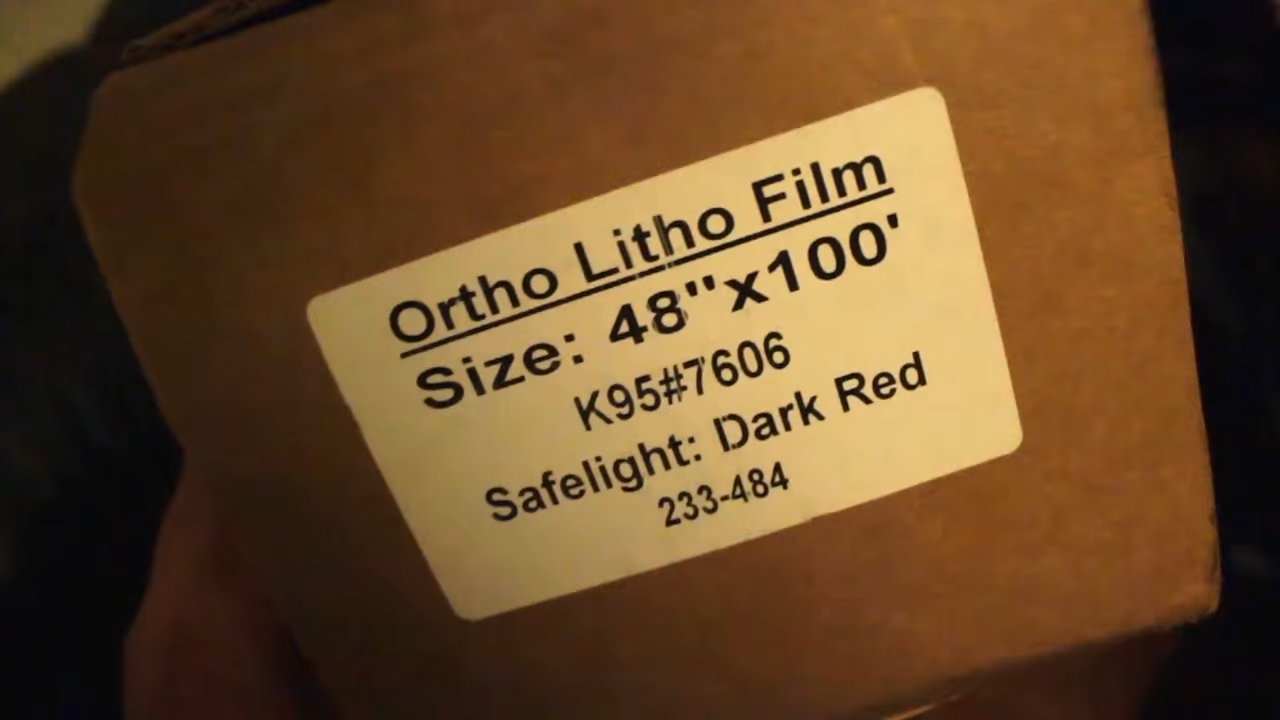 Ortho Litho Film
Size: 48"x100'
K95#7606
Safelight: Dark Red
233-484